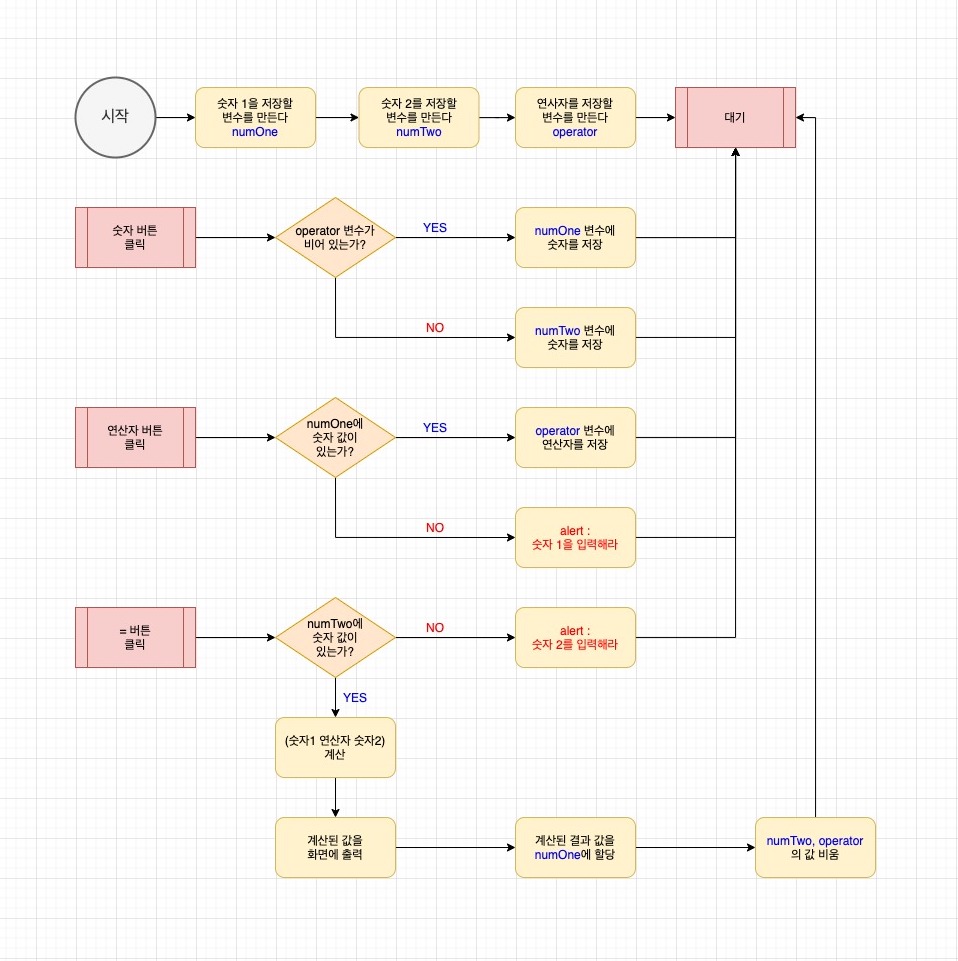 시작
숫자 1을 저장할
변수를 만든다
numOne
숫자 2를 저장할
변수를 만든다
numTwo
연사자를 저장할
변수를 만든다
operator
대기
숫자 버튼
클릭
operator 변수가
비어 있는가?
YES
numOne 변수에
숫자를 저장
NO
numTwo 변수에
숫자를 저장
연산자 버튼
클릭
numOne에
숫자 값이
있는가?
YES
operator 변수에
연산자를 저장
NO
alert :
숫자 1을 입력해라
= 버튼
클릭
numTwo에
숫자 값이
있는가?
NO
alert :
숫자 2를 입력해라
YES
(숫자1 연산자 숫자2)
계산
계산된 값을
화면에 출력
계산된 결과 값을
numOne에 할당
numTwo, operator
의 값 비움